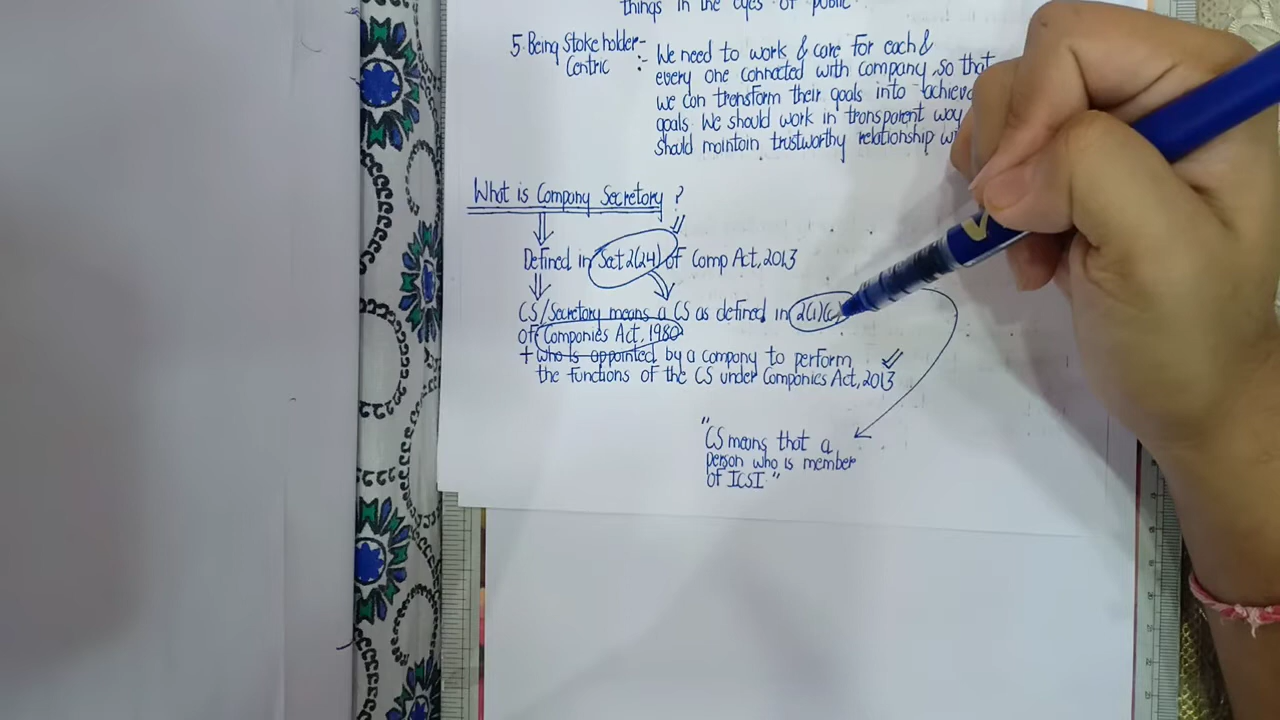 things in the eyes of public
5. Being Stakeholder-
Centric :-
We need to work & care for each &
every one connected with company, so that
we can transform their goals into
goals. We should work in transparent way
should maintain trustworthy relationship
What is Company Secretory ?
Defined in Sec 2(24) of Comp Act, 2013
CS/Secretory means a CS as defined in 2(1)(c)
of Companies Act, 1980
+ who is appointed by a company to perform
the functions of the CS under Companies Act, 2013
"CS means that a
person who is member
of ICSI "